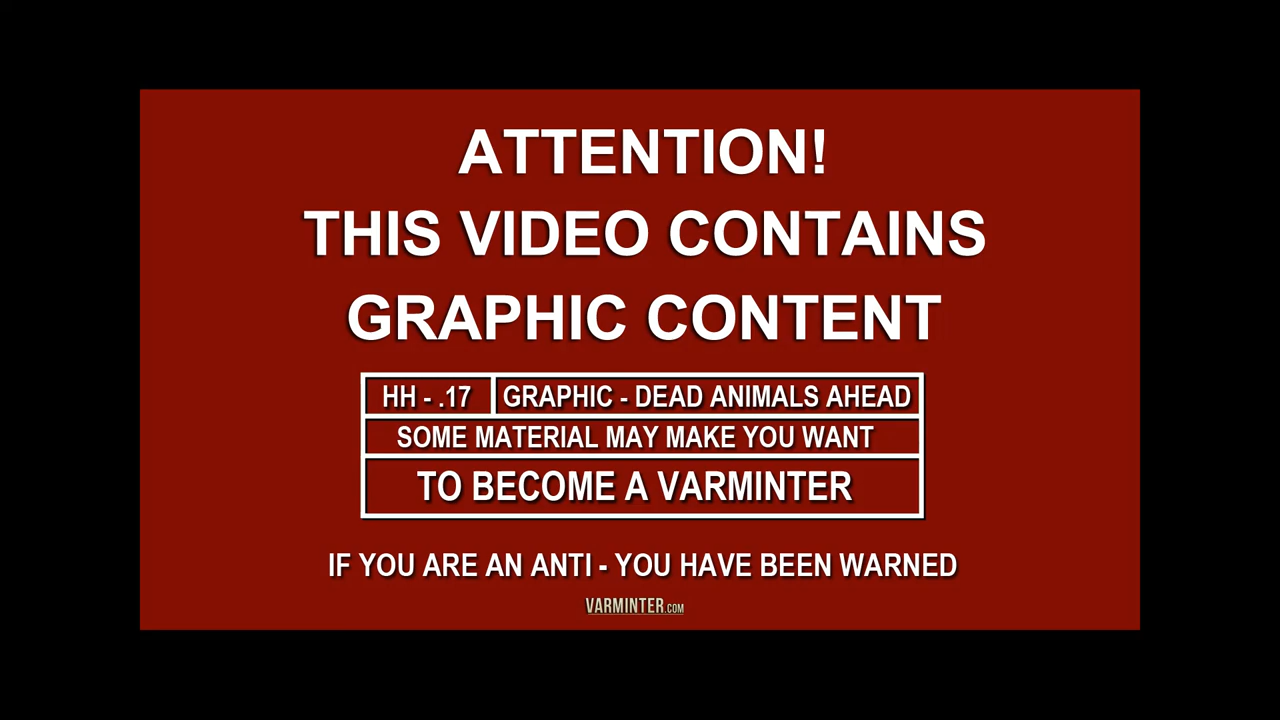 ATTENTION!
THIS VIDEO CONTAINS
GRAPHIC CONTENT
HH - .17 GRAPHIC - DEAD ANIMALS AHEAD
SOME MATERIAL MAY MAKE YOU WANT
TO BECOME A VARMINTER
IF YOU ARE AN ANTI - YOU HAVE BEEN WARNED
VARMINTER.COM